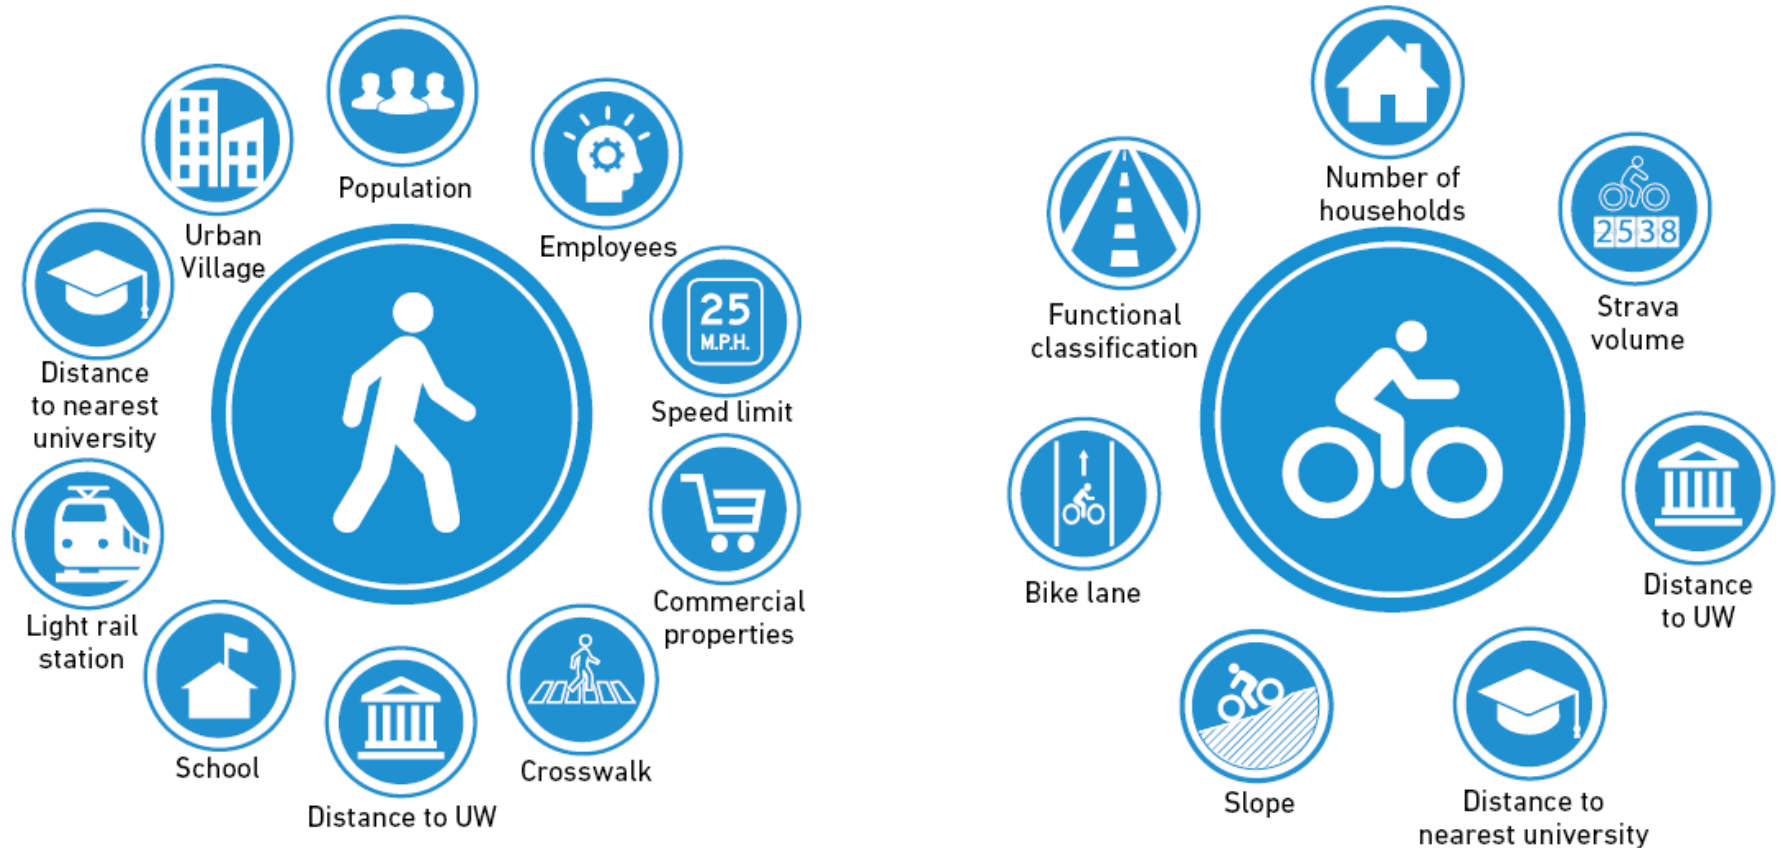 Population
Urban
Village
Employees
Distance
to nearest
university
25
M.P.H.
Speed limit
Light rail
station
Commercial
properties
School
Distance to UW
Crosswalk
Number of
households
Functional
classification
2538
Strava
volume
Bike lane
Distance
to UW
Slope
Distance to
nearest university